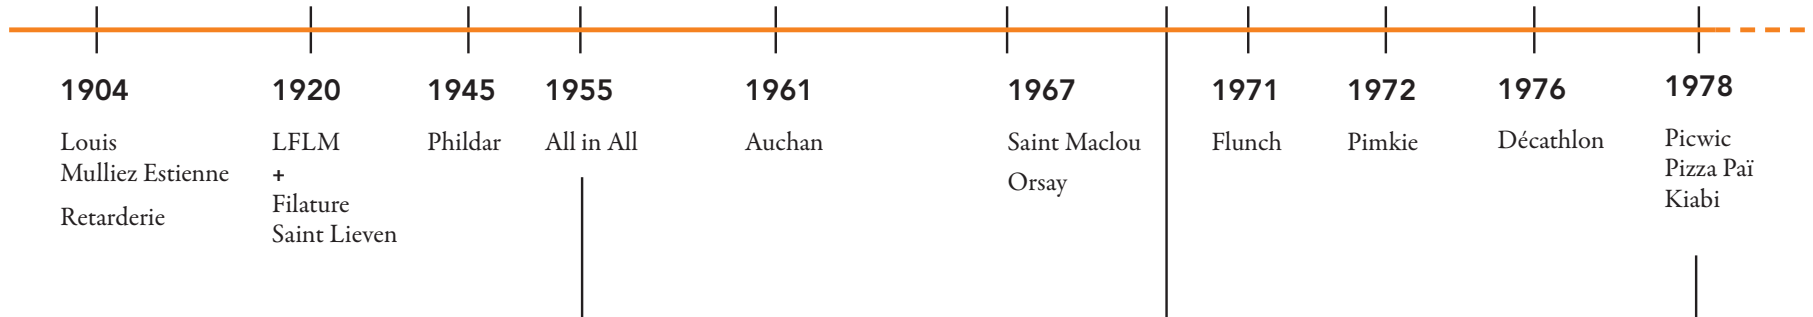 1904
Louis
Mulliez Estienne
Retarderie
1920
LFLM
+
Filature
Saint Lieven
1945
Phildar
1955
All in All
1961
Auchan
1967
Saint Maclou
Orsay
1971
Flunch
1972
Pimkie
1976
Décathlon
1978
Picwic
Pizza Paï
Kiabi